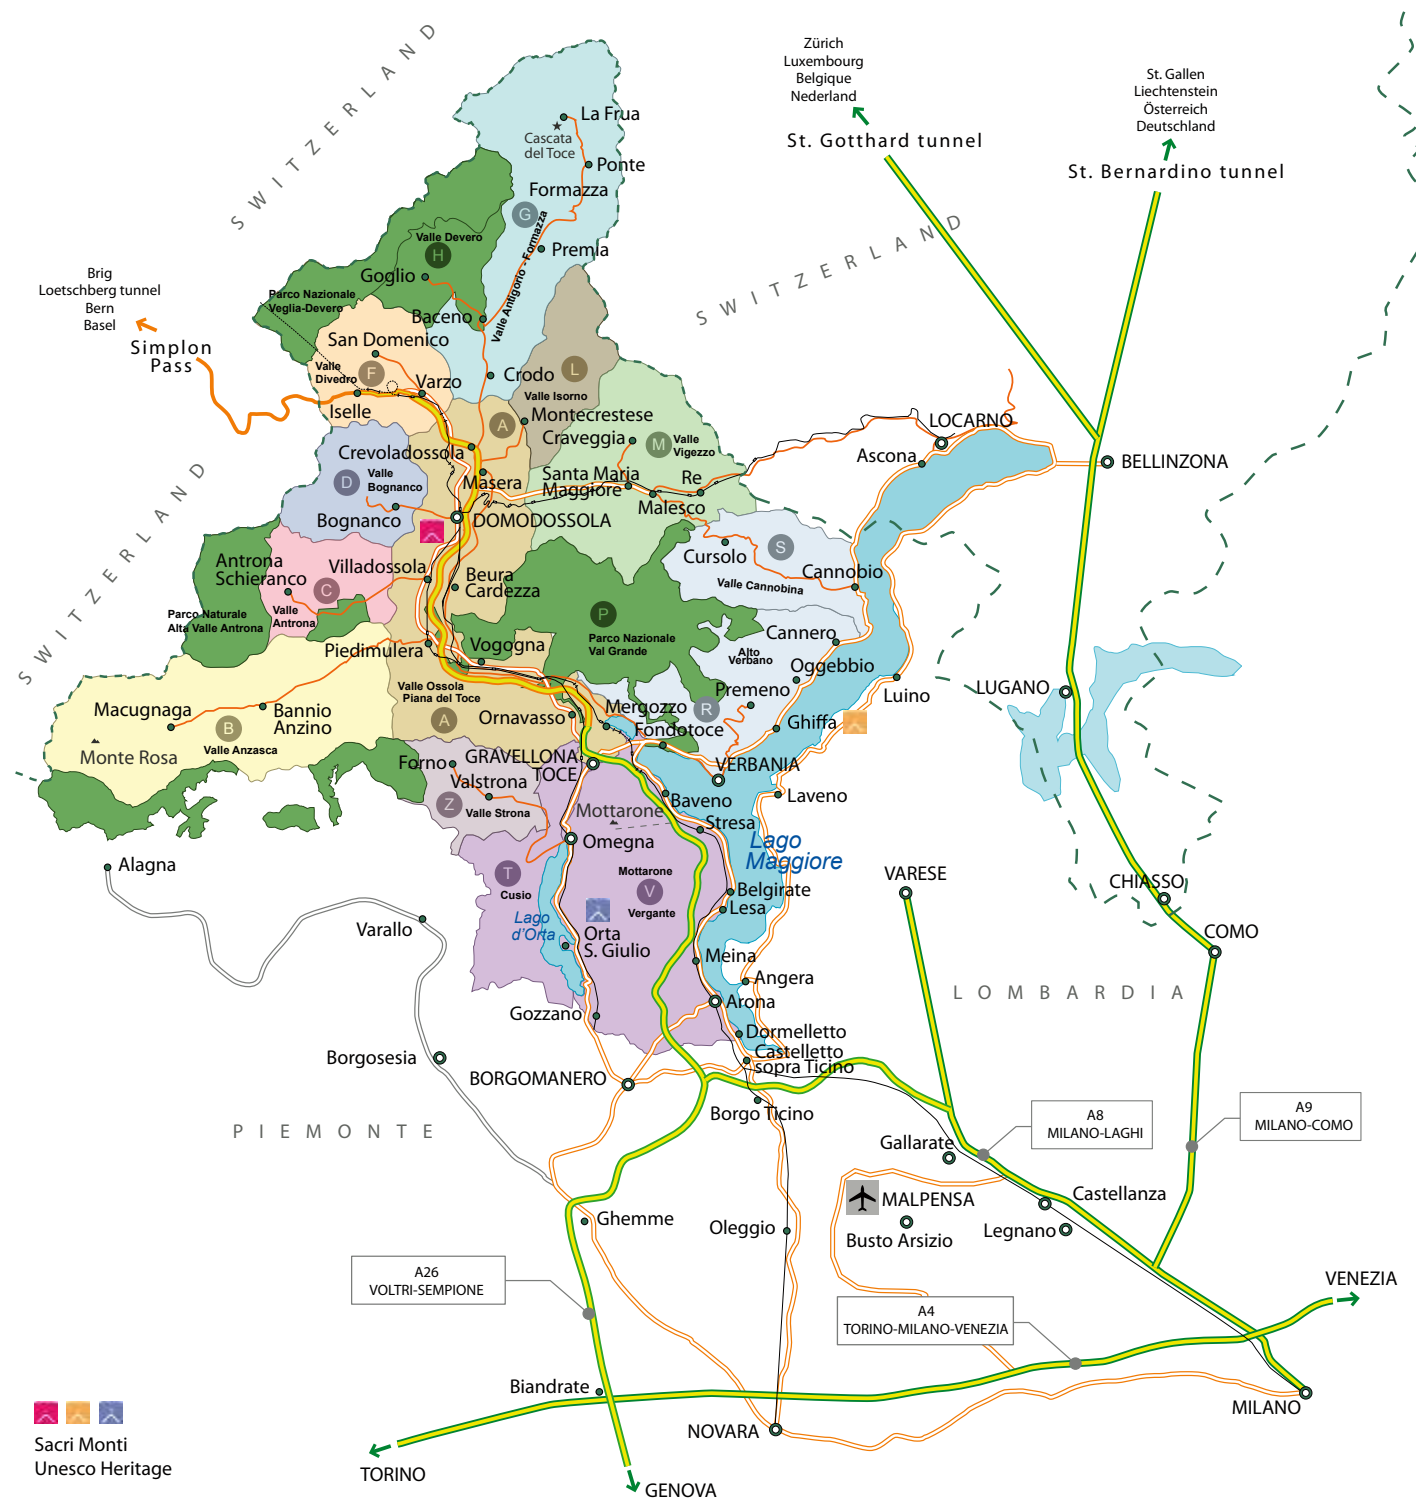 SWITZERLAND
Zürich
Luxembourg
Belgique
Nederland
St. Gotthard tunnel
St. Gallen
Liechtenstein
Österreich
Deutschland
St. Bernardino tunnel
SWITZERLAND
La Frua
Cascata
del Toce
Ponte
Formazza
G
Valle Antigorio - Formazza
Premia
Valle Devero
H
Goglio
Parco Nazionale
Veglia-Devero
Baceno
Brig
Loetschberg tunnel
Bern
Basel
Simplon
Pass
San Domenico
Valle
Divedro
F
Varzo
Iselle
Crodo
L
Valle Isorno
A
Montecrestese
Craveggia
M
Valle
Vigezzo
Crevoladossola
Masera
Santa Maria
Maggiore
Re
Malesco
LOCARNO
Ascona
BELLINZONA
SWITZERLAND
D
Valle
Bognanco
Bognanco
DOMODOSSOLA
Antrona
Schieranco
Villadossola
C
Valle
Antrona
Parco Naturale
Alta Valle Antrona
Beura
Cardezza
S
Cursolo
Valle Cannobina
Cannobio
P
Parco Nazionale
Val Grande
Cannero
Alto
Verbano
Oggebbio
Piedimulera
Vogogna
Premeno
R
Luino
LUGANO
Valle Ossola
Piana del Toce
A
Ornavasso
Mergozzo
Fondotoce
Ghiffa
Macugnaga
Bannio
Anzino
B
Valle Anzasca
Monte Rosa
Forno
GRAVELLONA
TOCE
VERBANIA
Valstrona
Z
Valle Strona
Baveno
Laveno
Mottarone
Stresa
Omegna
Lago
Maggiore
Alagna
T
Cusio
Mottarone
V
Vergante
Belgirate
Lesa
VARESE
CHIASSO
Varallo
Lago
d'Orta
Orta
S. Giulio
COMO
Meina
Angera
LOMBARDIA
Arona
Gozzano
Dormelletto
Borgosesia
Castelletto
sopra Ticino
BORGOMANERO
Borgo Ticino
PIEMONTE
A8
MILANO-LAGHI
A9
MILANO-COMO
Gallarate
MALPENSA
Castellanza
Ghemme
Oleggio
Busto Arsizio
Legnano
A26
VOLTRI-SEMPIONE
VENEZIA
A4
TORINO-MILANO-VENEZIA
Biandrate
MILANO
NOVARA
Sacri Monti
Unesco Heritage
TORINO
GENOVA